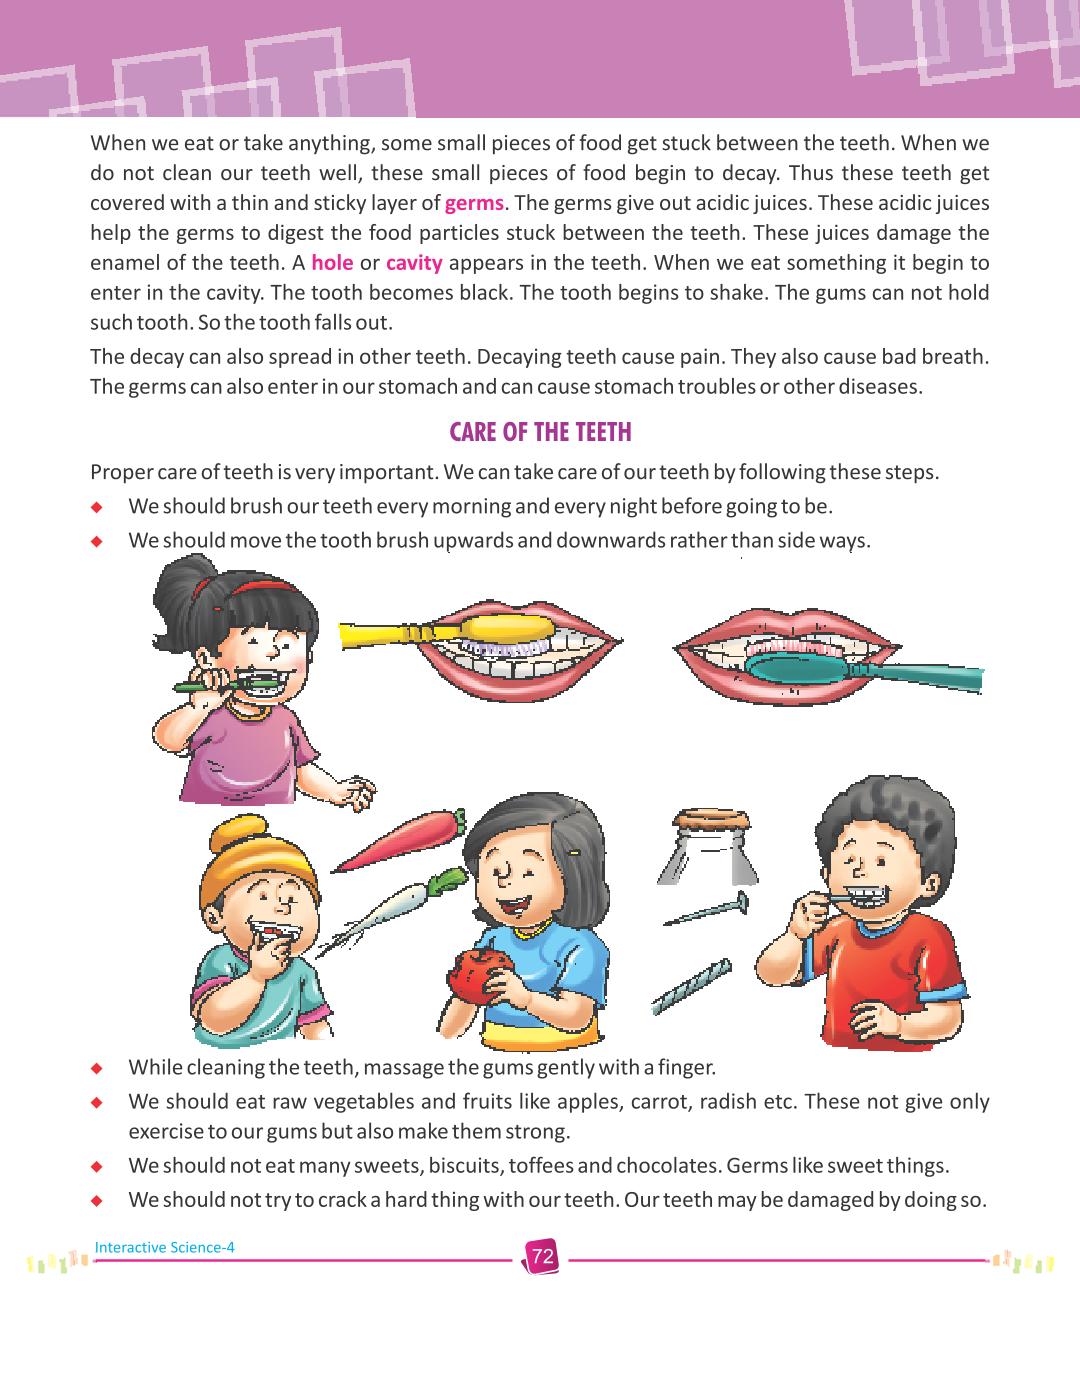 When we eat or take anything, some small pieces of food get stuck between the teeth. When we
do not clean our teeth well, these small pieces of food begin to decay. Thus these teeth get
covered with a thin and sticky layer of germs. The germs give out acidic juices. These acidic juices
help the germs to digest the food particles stuck between the teeth. These juices damage the
enamel of the teeth. A hole or cavity appears in the teeth. When we eat something it begin to
enter in the cavity. The tooth becomes black. The tooth begins to shake. The gums can not hold
such tooth. So the tooth falls out.
The decay can also spread in other teeth. Decaying teeth cause pain. They also cause bad breath.
The germs can also enter in our stomach and can cause stomach troubles or other diseases.
CARE OF THE TEETH
Proper care of teeth is very important. We can take care of our teeth by following these steps.
◆ We should brush our teeth every morning and every night before going to be.
◆ We should move the tooth brush upwards and downwards rather than side ways.
◆ While cleaning the teeth, massage the gums gently with a finger.
◆ We should eat raw vegetables and fruits like apples, carrot, radish etc. These not give only
exercise to our gums but also make them strong.
◆ We should not eat many sweets, biscuits, toffees and chocolates. Germs like sweet things.
◆ We should not try to crack a hard thing with our teeth. Our teeth may be damaged by doing so.
Interactive Science-4
72